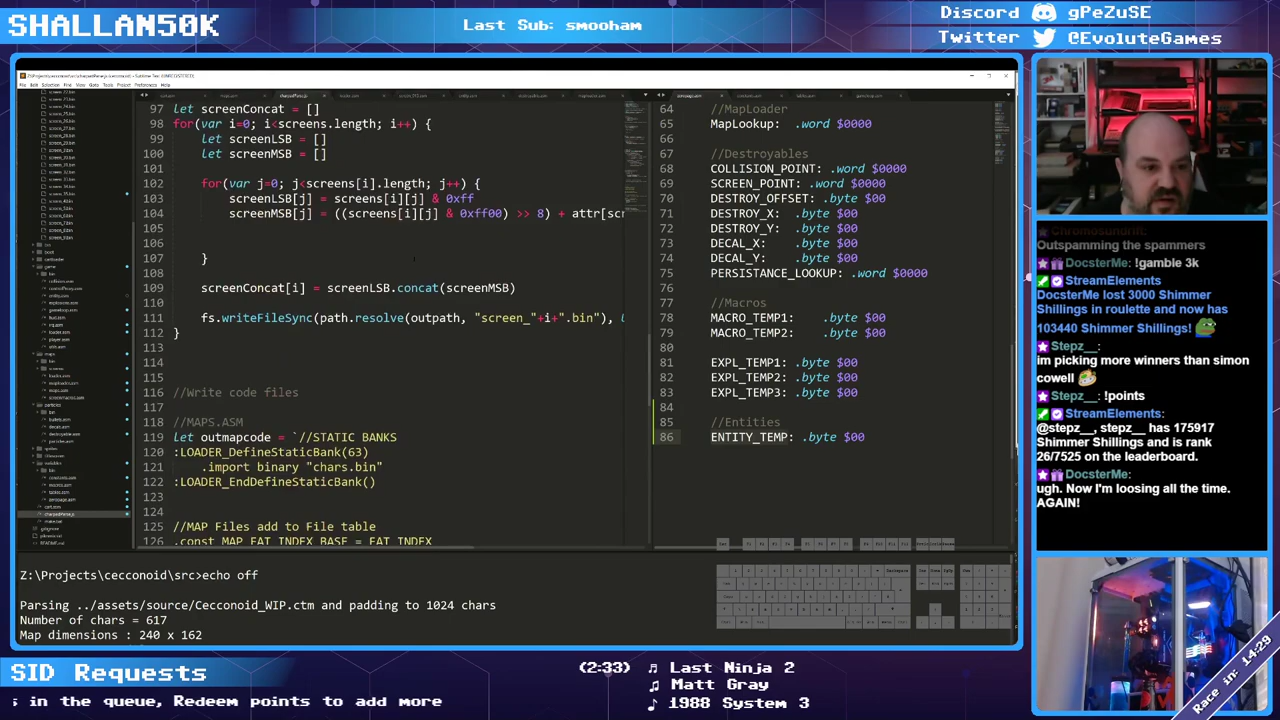 SHALLAN50K
Last Sub: smooham
Discord gPeZuSE
Twitter @EvoluteGames
97 let screenConcat = []
98 for(var i=0; i<screens.length; i++) {
99 let screenLSB = []
100 let screenMSB = []
101
102 for(var j=0; j<screens[i].length; j++) {
103 screenLSB[j] = screens[i][j] & 0xff
104 screenMSB[j] = ((screens[i][j] & 0xff00) >> 8) + attr[scr
105
106
107 }
108
109 screenConcat[i] = screenLSB.concat(screenMSB)
110
111 fs.writeFileSync(path.resolve(outpath, "screen_"+i+".bin"),
112 }
113
114
115
116 //Write code files
117
118 //MAPS.ASM
119 let outmapcode = `//STATIC BANKS
120 :LOADER_DefineStaticBank(63)
121 .import binary "chars.bin"
122 :LOADER_EndDefineStaticBank()
123
124
125 //MAP Files add to File table
126 .const MAP_FAT_INDEX_BASE = FAT_INDEX
64 //MapLoader
65 MapLookup: .word $0000
66
67 //Destroyables
68 COLLISION_POINT: .word $0000
69 SCREEN_POINT: .word $0000
70 DESTROY_OFFSET: .byte $00
71 DESTROY_X: .byte $00
72 DESTROY_Y: .byte $00
73 DECAL_X: .byte $00
74 DECAL_Y: .byte $00
75 PERSISTANCE_LOOKUP: .word $0000
76
77 //Macros
78 MACRO_TEMP1: .byte $00
79 MACRO_TEMP2: .byte $00
80
81 EXPL_TEMP1: .byte $00
82 EXPL_TEMP2: .byte $00
83 EXPL_TEMP3: .byte $00
84
85 //Entities
86 ENTITY_TEMP: .byte $00
Z:\Projects\cecconoid\src>echo off
Parsing ../assets/source/Cecconoid_WIP.ctm and padding to 1024 chars
Number of chars = 617
Map dimensions : 240 x 162
Chromosundrift:
Outspamming the spammers
DocsterMe: !gamble 3k
StreamElements:
DocsterMe lost 3000 Shimmer
Shillings in roulette and now has
103440 Shimmer Shillings!
Stepz__:
im picking more winners than simon
cowell
Stepz__: !points
StreamElements:
@stepz__, stepz__ has 175917
Shimmer Shillings and is rank
26/7525 on the leaderboard.
DocsterMe:
ugh. Now I'm loosing all the time.
AGAIN!
Race in: 14:29
SID Requests
s in the queue, Redeem points to add more
(2:33)
Last Ninja 2
Matt Gray
1988 System 3